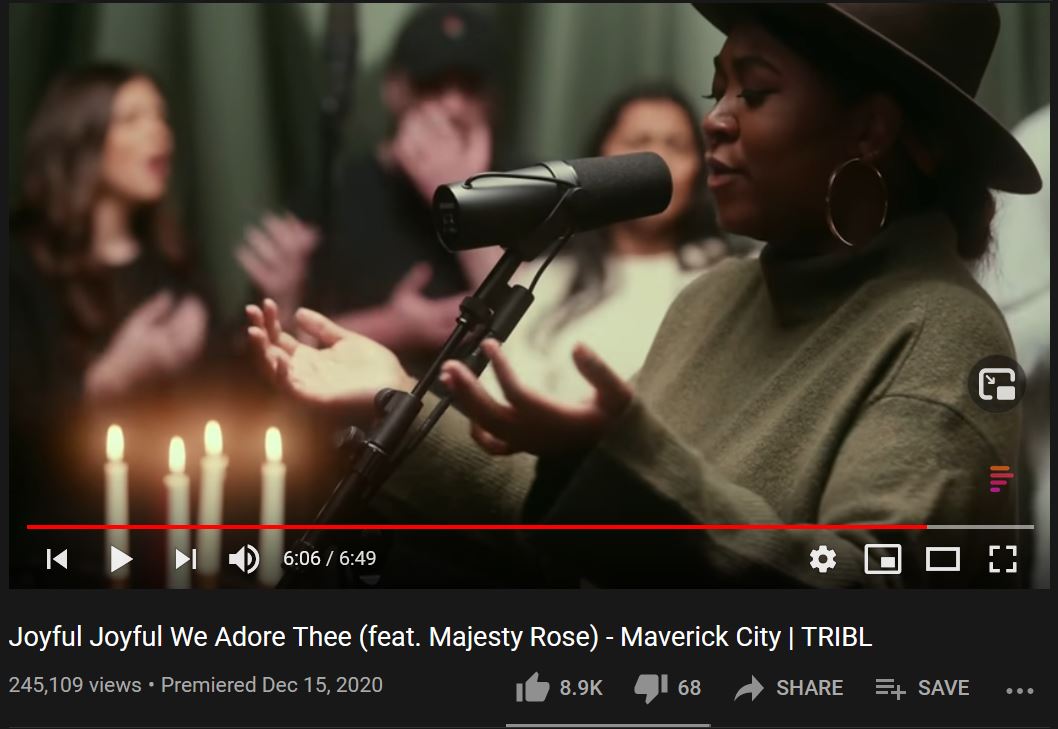 6:06 / 6:49
Joyful Joyful We Adore Thee (feat. Majesty Rose) - Maverick City | TRIBL
245,109 views • Premiered Dec 15, 2020
8.9K 68 SHARE SAVE